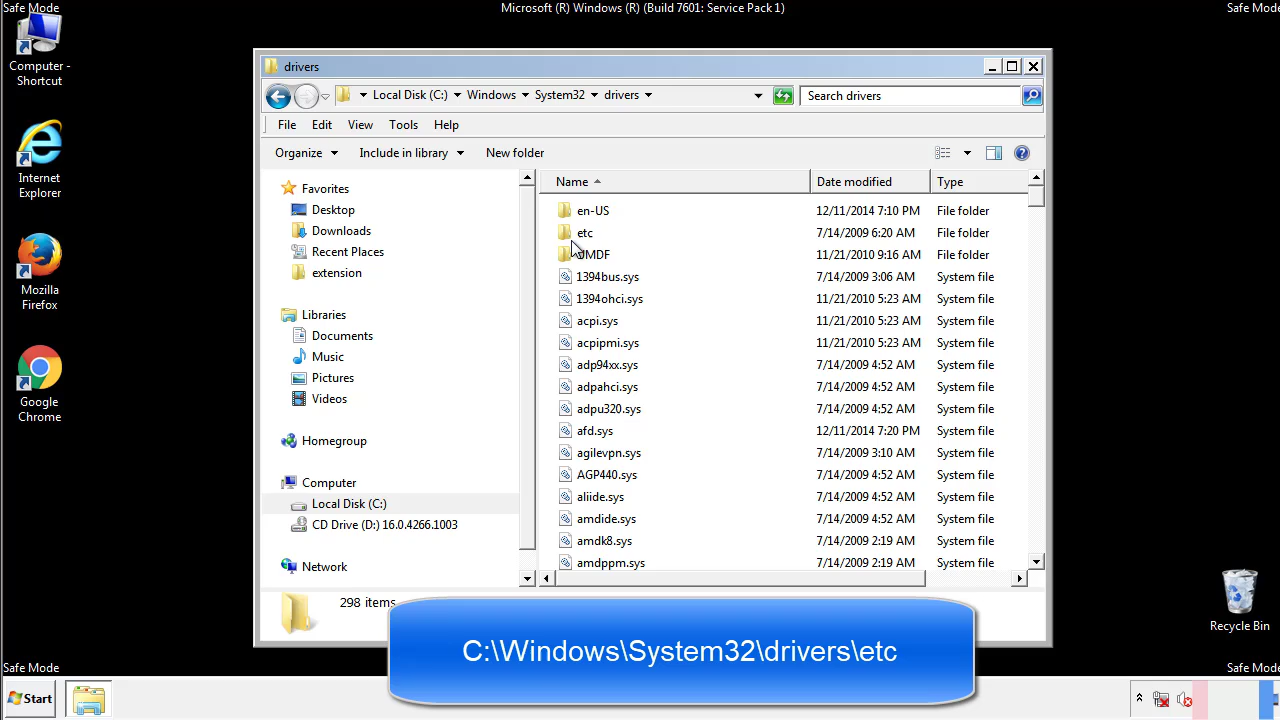 Safe Mode
Microsoft (R) Windows (R) (Build 7601: Service Pack 1)
Safe Mod
Computer -
Shortcut
Internet
Explorer
Mozilla
Firefox
Google
Chrome
drivers
Local Disk (C:) Windows System32 drivers
Search drivers
File Edit View Tools Help
Organize Include in library New folder
Favorites
Desktop
Downloads
Recent Places
extension
Libraries
Documents
Music
Pictures
Videos
Homegroup
Computer
Local Disk (C:)
CD Drive (D:) 16.0.4266.1003
Network
Name Date modified Type
en-US 12/11/2014 7:10 PM File folder
etc 7/14/2009 6:20 AM File folder
UMDF 11/21/2010 9:16 AM File folder
1394bus.sys 7/14/2009 3:06 AM System file
1394ohci.sys 11/21/2010 5:23 AM System file
acpi.sys 11/21/2010 5:23 AM System file
acpipmi.sys 11/21/2010 5:23 AM System file
adp94xx.sys 7/14/2009 4:52 AM System file
adpahci.sys 7/14/2009 4:52 AM System file
adpu320.sys 7/14/2009 4:52 AM System file
afd.sys 12/11/2014 7:20 PM System file
agilevpn.sys 7/14/2009 3:10 AM System file
AGP440.sys 7/14/2009 4:52 AM System file
aliide.sys 7/14/2009 4:52 AM System file
amdide.sys 7/14/2009 4:52 AM System file
amdk8.sys 7/14/2009 2:19 AM System file
amdppm.sys 7/14/2009 2:19 AM System file
298 items
C:\Windows\System32\drivers\etc
Recycle Bin
Safe Mode
Safe Mode
Start